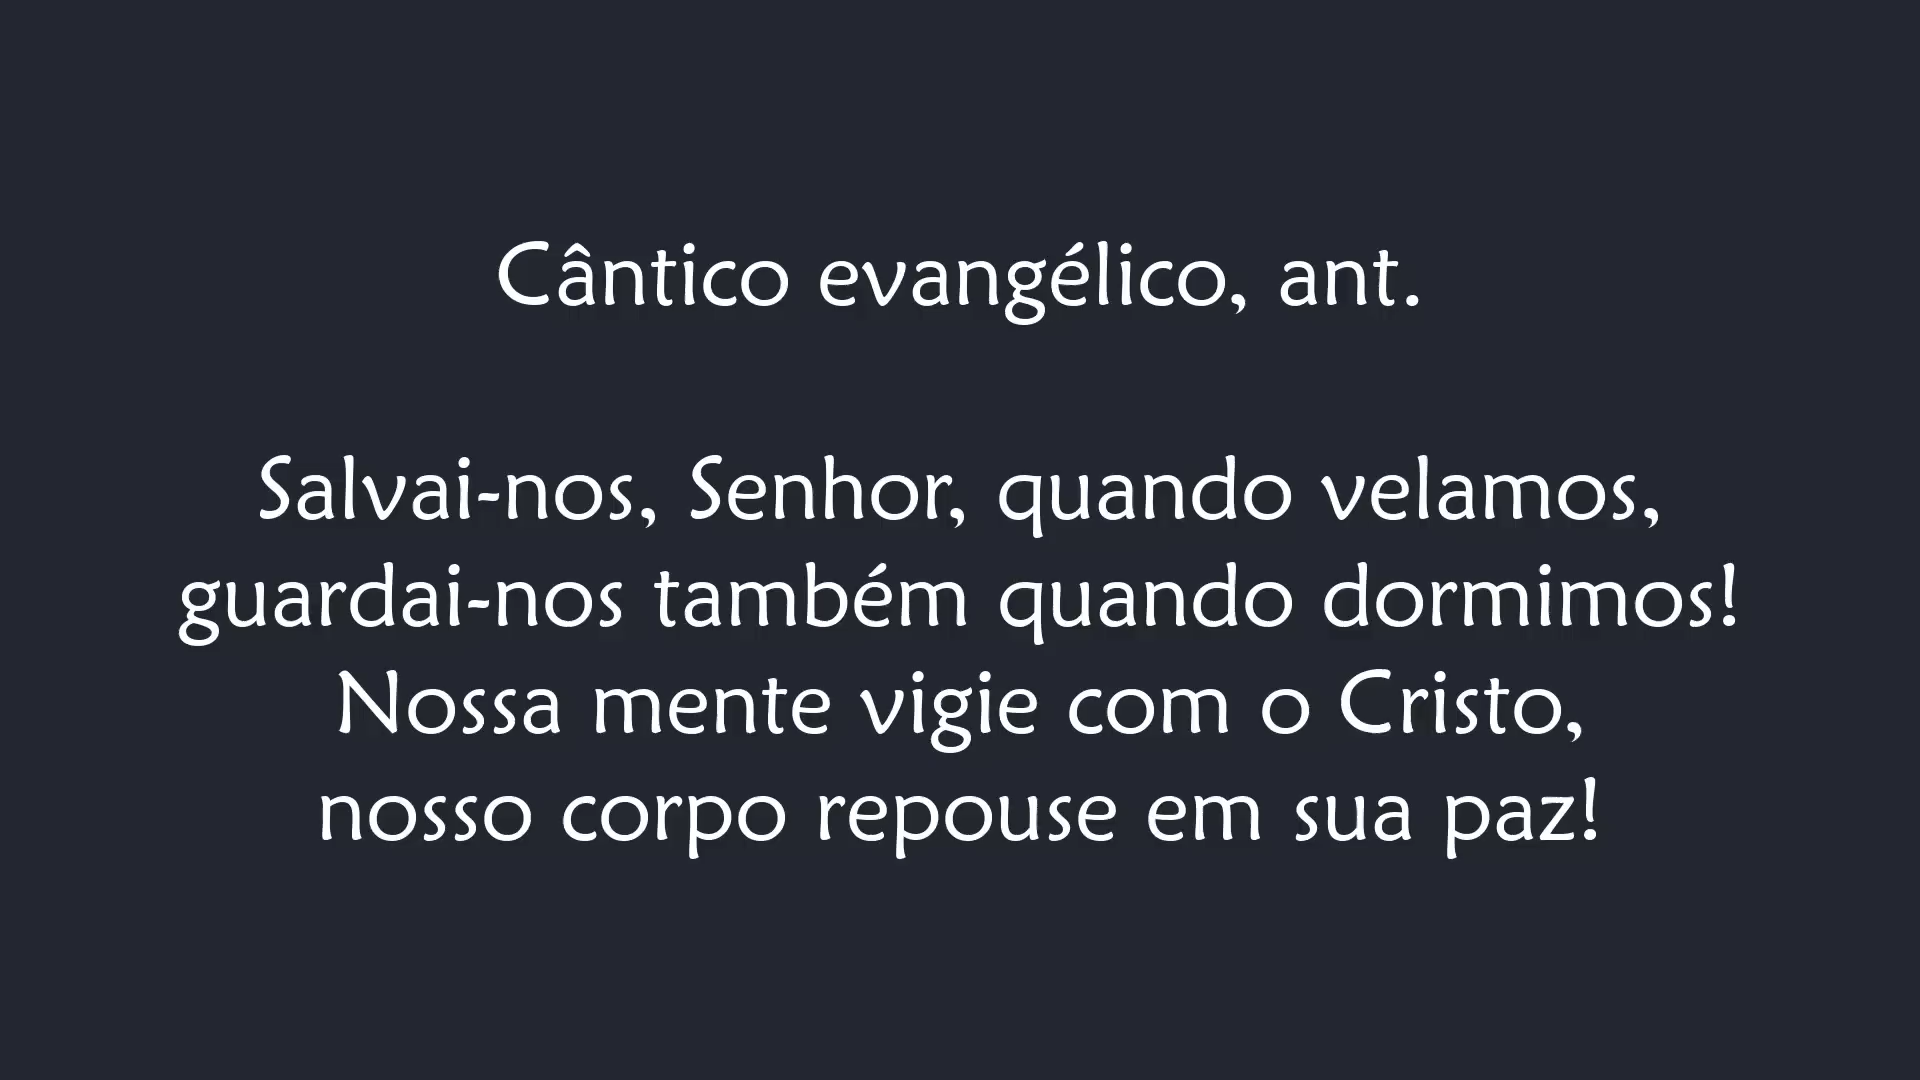 Cântico evangélico, ant.
Salvai-nos, Senhor, quando velamos,
guardai-nos também quando dormimos!
Nossa mente vigie com o Cristo,
nosso corpo repouse em sua paz!